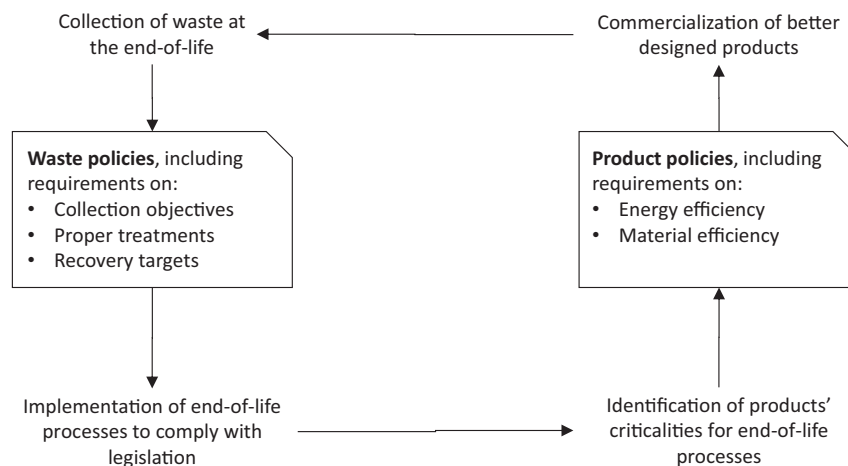 Collection of waste at
the end-of-life
Commercialization of better
designed products
Waste policies, including
requirements on:
• Collection objectives
• Proper treatments
• Recovery targets
Product policies, including
requirements on:
• Energy efficiency
• Material efficiency
Implementation of end-of-life
processes to comply with
legislation
Identification of products’
criticalities for end-of-life
processes